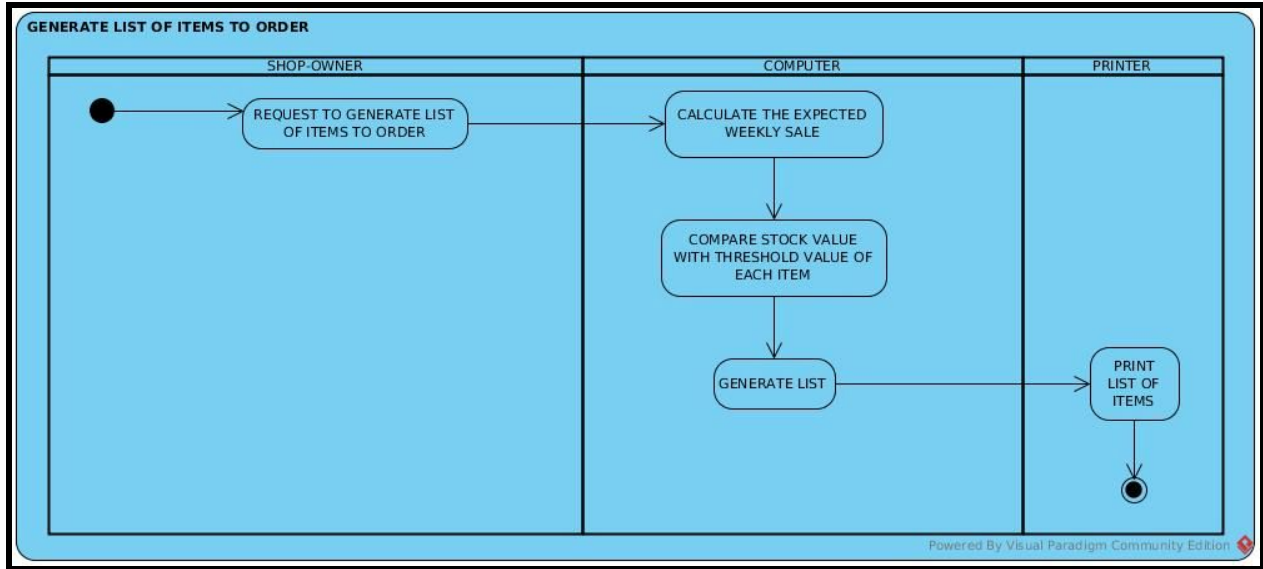 GENERATE LIST OF ITEMS TO ORDER
SHOP-OWNER
COMPUTER
PRINTER
REQUEST TO GENERATE LIST
OF ITEMS TO ORDER
CALCULATE THE EXPECTED
WEEKLY SALE
COMPARE STOCK VALUE
WITH THRESHOLD VALUE OF
EACH ITEM
GENERATE LIST
PRINT
LIST OF
ITEMS
Powered By Visual Paradigm Community Edition